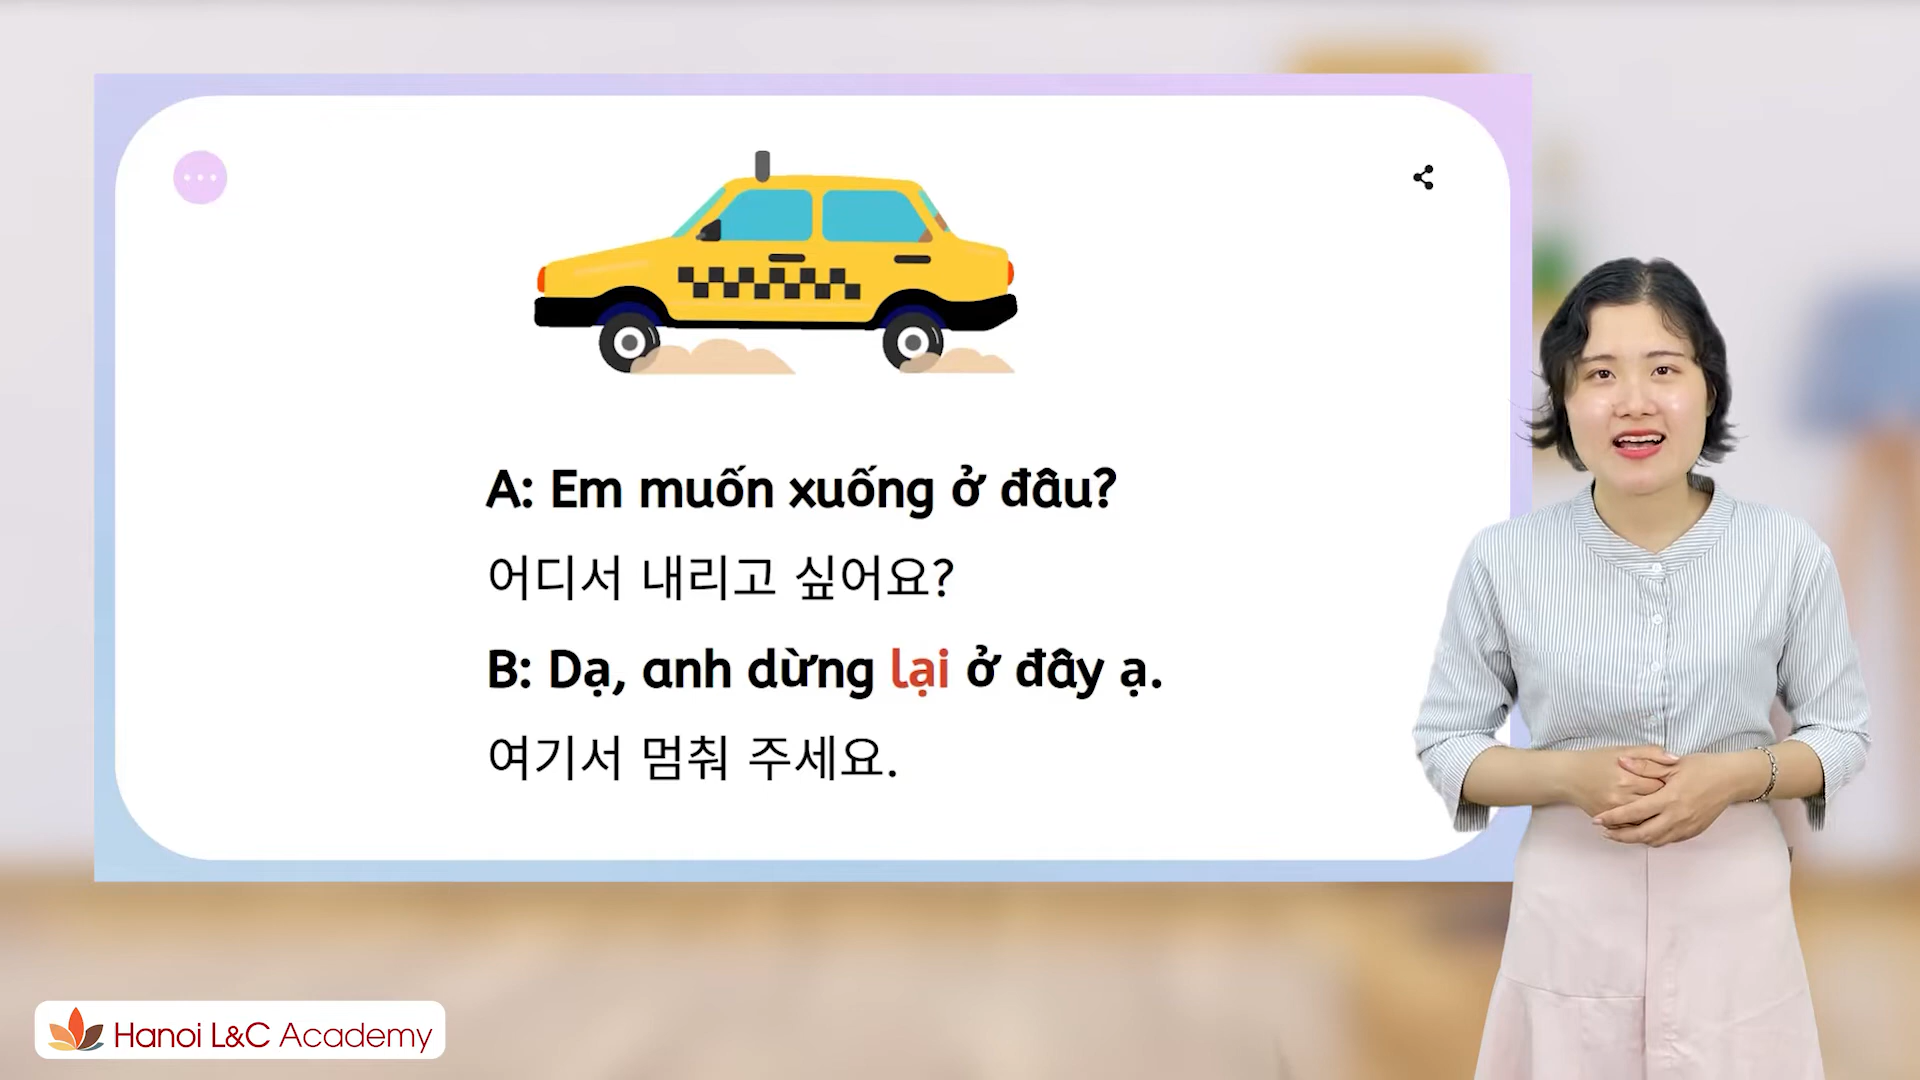 A: Em muốn xuống ở đâu?
어디서 내리고 싶어요?
B: Dạ, anh dừng lại ở đây ạ.
여기서 멈춰 주세요.
Hanoi L&C Academy